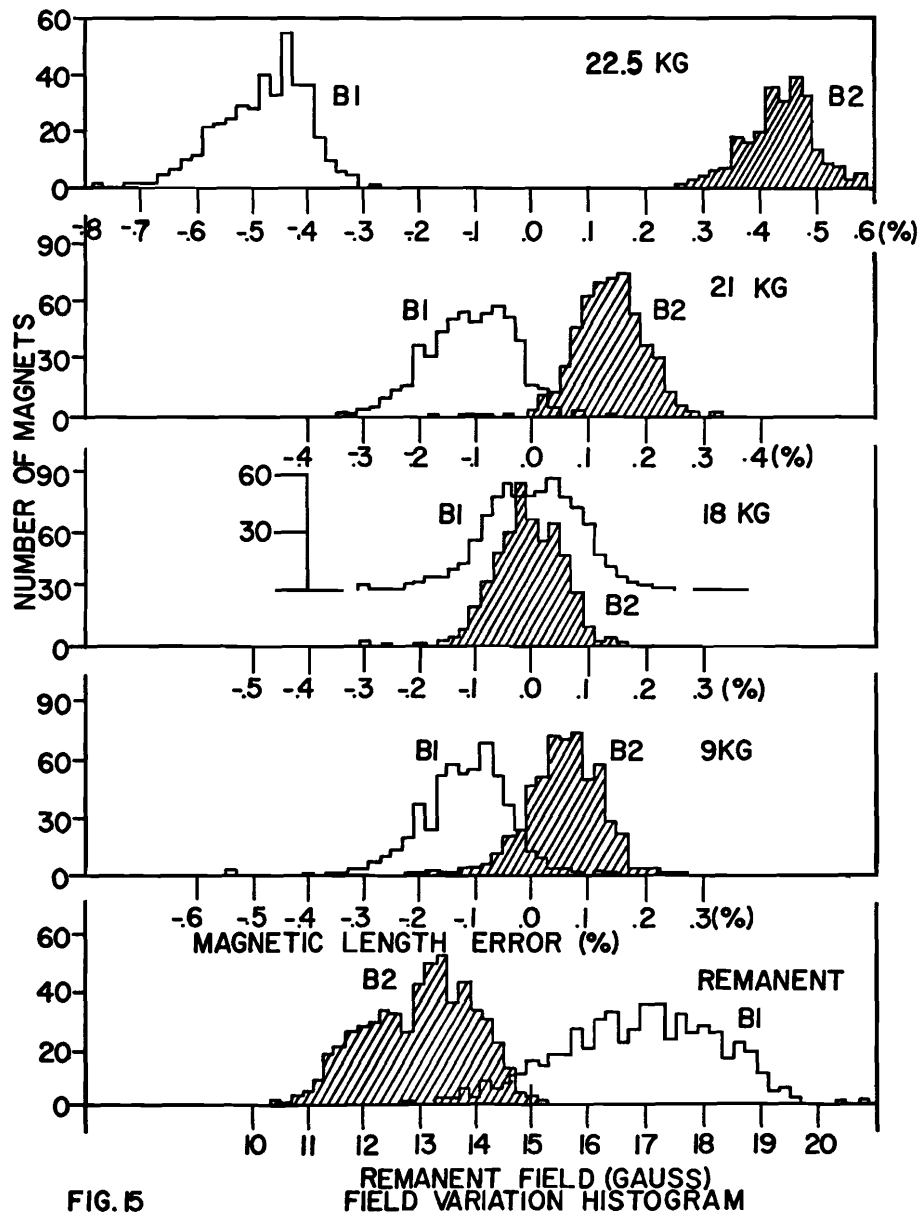 NUMBER OF MAGNETS
60
40
20
0
B1
22.5 KG
B2
-.8 -.7 -.6 -.5 -.4 -.3 -.2 -.1 .0 .1 .2 .3 .4 .5 .6 (%)
90
60
30
0
B1
21 KG
B2
-.4 -.3 -.2 -.1 .0 .1 .2 .3 .4 (%)
90
60
30
0
60
30
B1
18 KG
B2
-.5 -.4 -.3 -.2 -.1 .0 .1 .2 .3 (%)
90
60
30
0
B1
B2
9KG
-.6 -.5 -.4 -.3 -.2 -.1 .0 .1 .2 .3 (%)
MAGNETIC LENGTH ERROR (%)
60
40
20
0
B2
REMANENT
B1
10 11 12 13 14 15 16 17 18 19 20
REMANENT FIELD (GAUSS)
FIG. 15 FIELD VARIATION HISTOGRAM